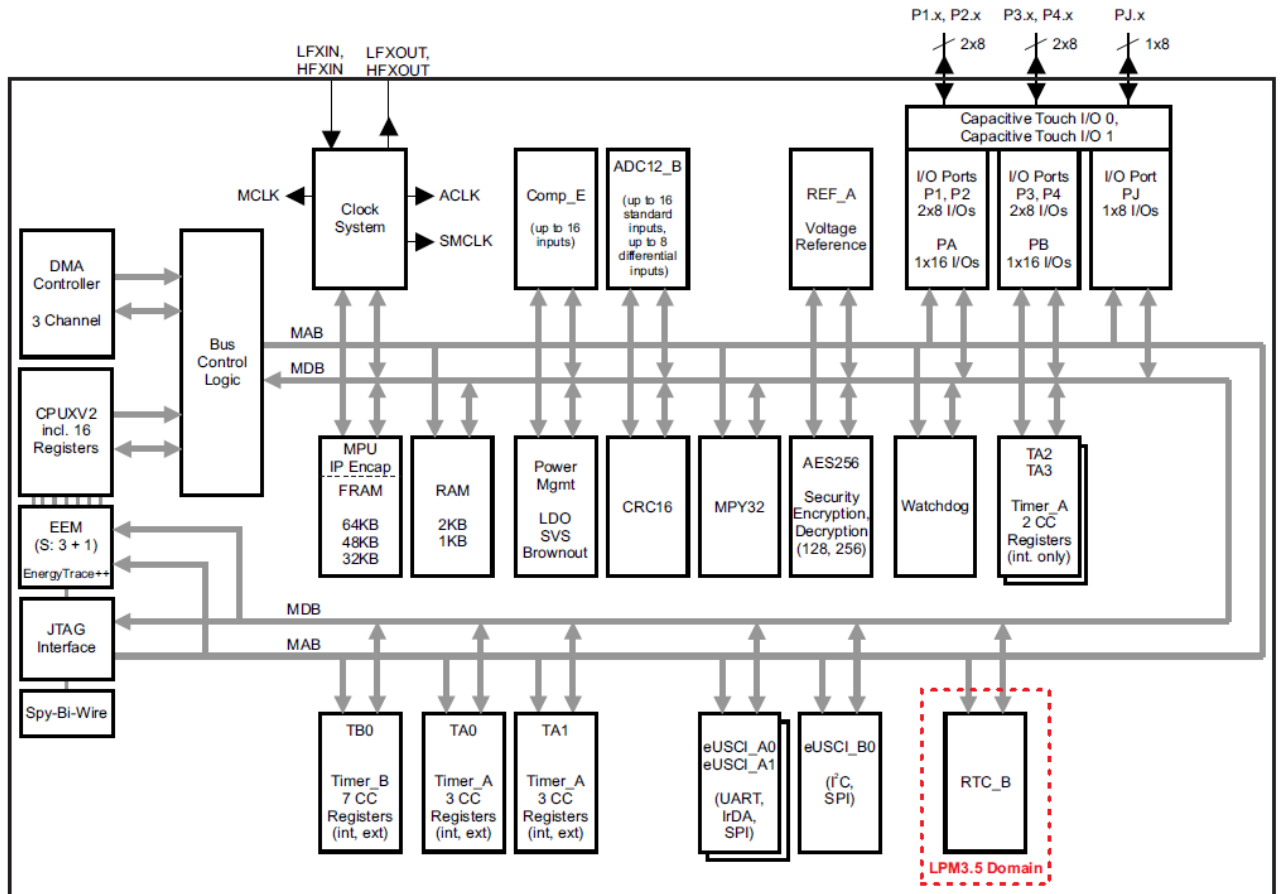 P1.x, P2.x
P3.x, P4.x
PJ.x
2x8
2x8
1x8
LFXIN,
HFXIN
LFXOUT,
HFXOUT
Capacitive Touch I/O 0,
Capacitive Touch I/O 1
MCLK
Clock
System
ACLK
SMCLK
Comp_E
(up to 16
inputs)
ADC12_B
(up to 16
standard
inputs,
up to 8
differential
inputs)
REF_A
Voltage
Reference
I/O Ports
P1, P2
2x8 I/Os
PA
1x16 I/Os
I/O Ports
P3, P4
2x8 I/Os
PB
1x16 I/Os
I/O Port
PJ
1x8 I/Os
DMA
Controller
3 Channel
Bus
Control
Logic
MAB
MDB
CPUXV2
incl. 16
Registers
MPU
IP Encap
FRAM
64KB
48KB
32KB
RAM
2KB
1KB
Power
Mgmt
LDO
SVS
Brownout
CRC16
MPY32
AES256
Security
Encryption,
Decryption
(128, 256)
Watchdog
TA2
TA3
Timer_A
2 CC
Registers
(int. only)
EEM
(S: 3 + 1)
EnergyTrace++
JTAG
Interface
Spy-Bi-Wire
MDB
MAB
TB0
Timer_B
7 CC
Registers
(int, ext)
TA0
Timer_A
3 CC
Registers
(int, ext)
TA1
Timer_A
3 CC
Registers
(int, ext)
eUSCI_A0
eUSCI_A1
(UART,
IrDA,
SPI)
eUSCI_B0
(I²C,
SPI)
RTC_B
LPM3.5 Domain